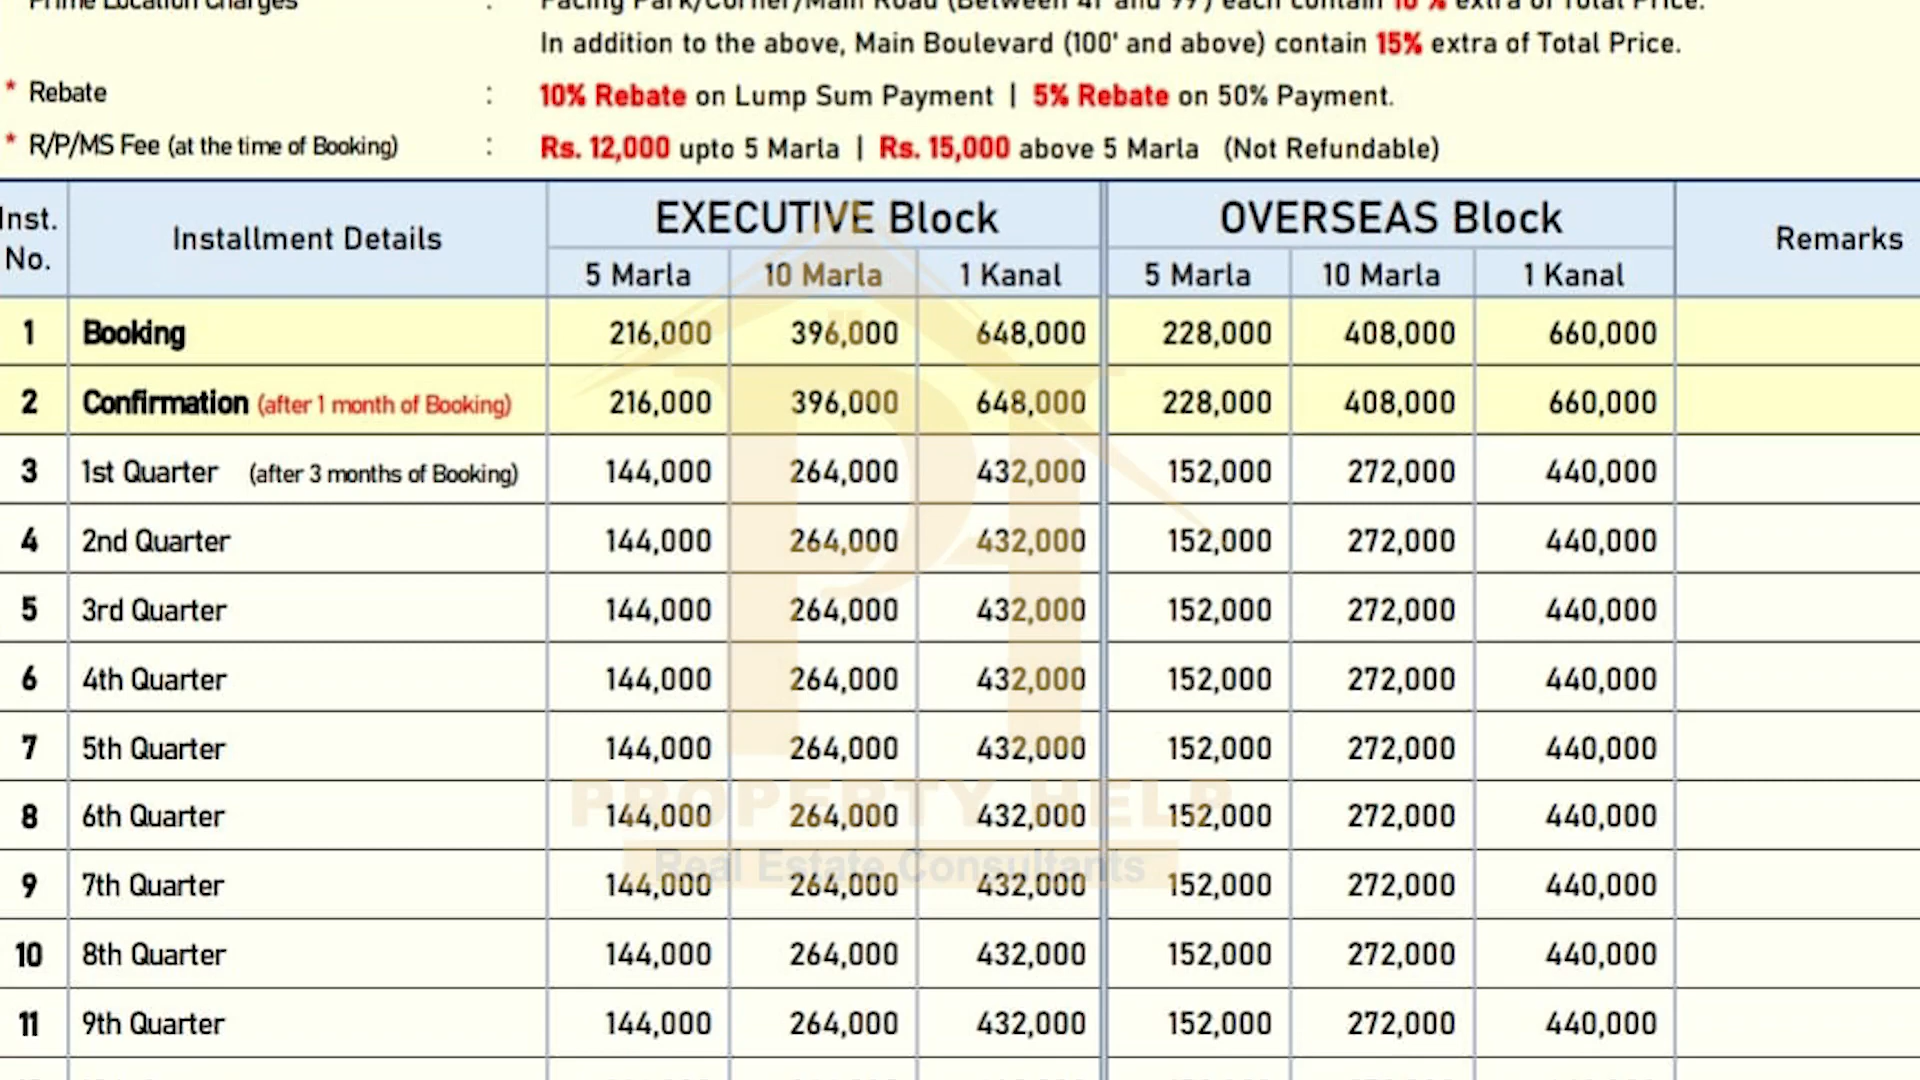 Prime Location Charges : Facing Park/Corner/Main Road (Between 41' and 99') each contain 10 % extra of Total Price.
In addition to the above, Main Boulevard (100' and above) contain 15% extra of Total Price.
* Rebate : 10% Rebate on Lump Sum Payment | 5% Rebate on 50% Payment.
* R/P/MS Fee (at the time of Booking) : Rs. 12,000 upto 5 Marla | Rs. 15,000 above 5 Marla (Not Refundable)
Inst. No. Installment Details EXECUTIVE Block OVERSEAS Block Remarks
5 Marla 10 Marla 1 Kanal 5 Marla 10 Marla 1 Kanal
1 Booking 216,000 396,000 648,000 228,000 408,000 660,000
2 Confirmation (after 1 month of Booking) 216,000 396,000 648,000 228,000 408,000 660,000
3 1st Quarter (after 3 months of Booking) 144,000 264,000 432,000 152,000 272,000 440,000
4 2nd Quarter 144,000 264,000 432,000 152,000 272,000 440,000
5 3rd Quarter 144,000 264,000 432,000 152,000 272,000 440,000
6 4th Quarter 144,000 264,000 432,000 152,000 272,000 440,000
7 5th Quarter 144,000 264,000 432,000 152,000 272,000 440,000
PROPERTY HELP
8 6th Quarter 144,000 264,000 432,000 152,000 272,000 440,000
Real Estate Consultants
9 7th Quarter 144,000 264,000 432,000 152,000 272,000 440,000
10 8th Quarter 144,000 264,000 432,000 152,000 272,000 440,000
11 9th Quarter 144,000 264,000 432,000 152,000 272,000 440,000